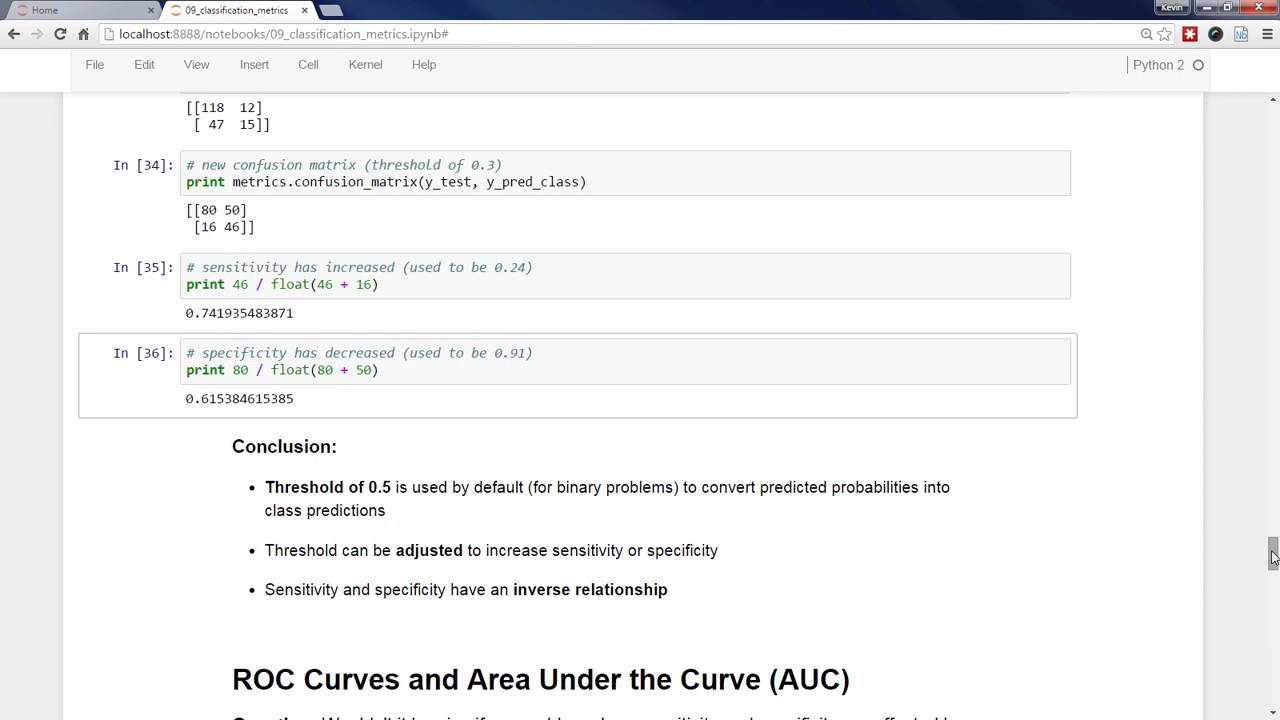 Home
09_classification_metrics
Kevin
localhost:8888/notebooks/09_classification_metrics.ipynb#
File Edit View Insert Cell Kernel Help
Python 2
[[118 12]
[ 47 15]]
In [34]:
# new confusion matrix (threshold of 0.3)
print metrics.confusion_matrix(y_test, y_pred_class)
[[80 50]
[16 46]]
In [35]:
# sensitivity has increased (used to be 0.24)
print 46 / float(46 + 16)
0.741935483871
In [36]:
# specificity has decreased (used to be 0.91)
print 80 / float(80 + 50)
0.615384615385
Conclusion:
• Threshold of 0.5 is used by default (for binary problems) to convert predicted probabilities into
class predictions
• Threshold can be adjusted to increase sensitivity or specificity
• Sensitivity and specificity have an inverse relationship
ROC Curves and Area Under the Curve (AUC)